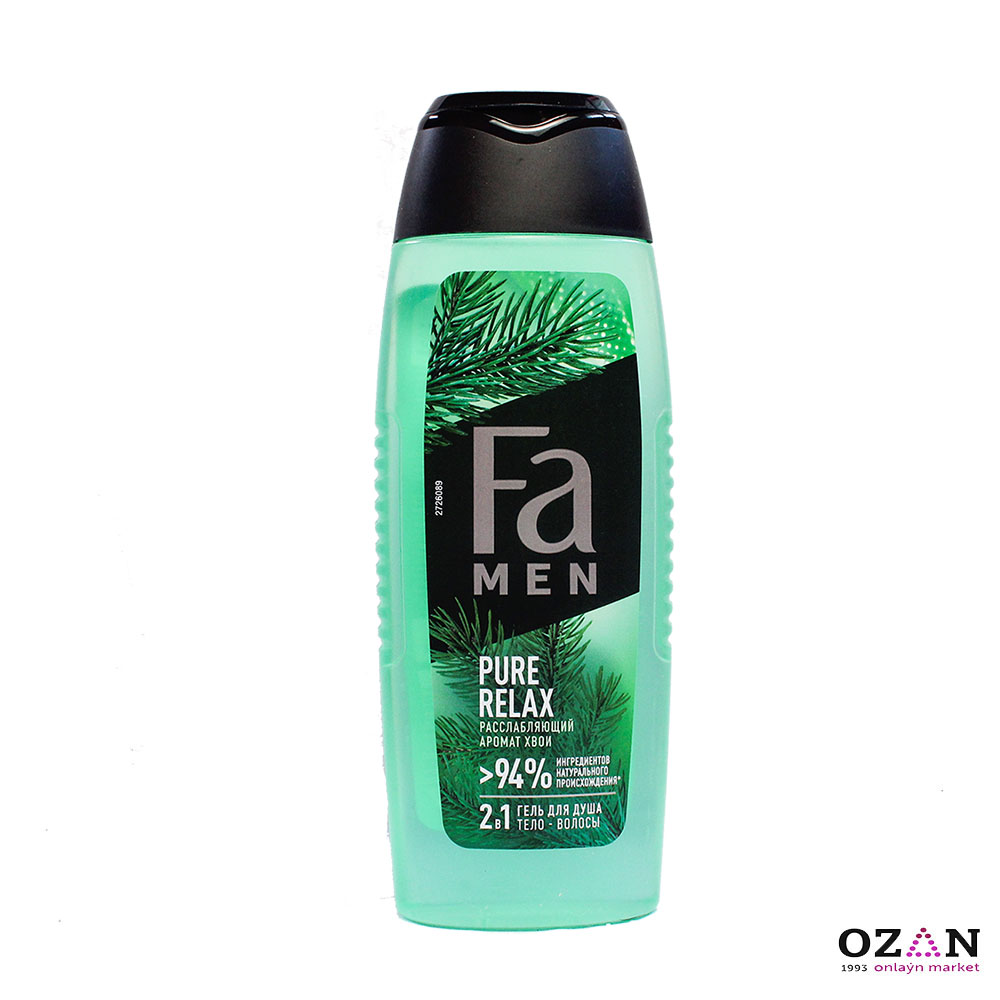 Fa
MEN
2726089
PURE
RELAX
РАССЛАБЛЯЮЩИЙ
АРОМАТ ХВОИ
>94% ИНГРЕДИЕНТОВ
НАТУРАЛЬНОГО
ПРОИСХОЖДЕНИЯ*
2в1 ГЕЛЬ ДЛЯ ДУША
ТЕЛО - ВОЛОСЫ
OZAN
1993 onlaýn market